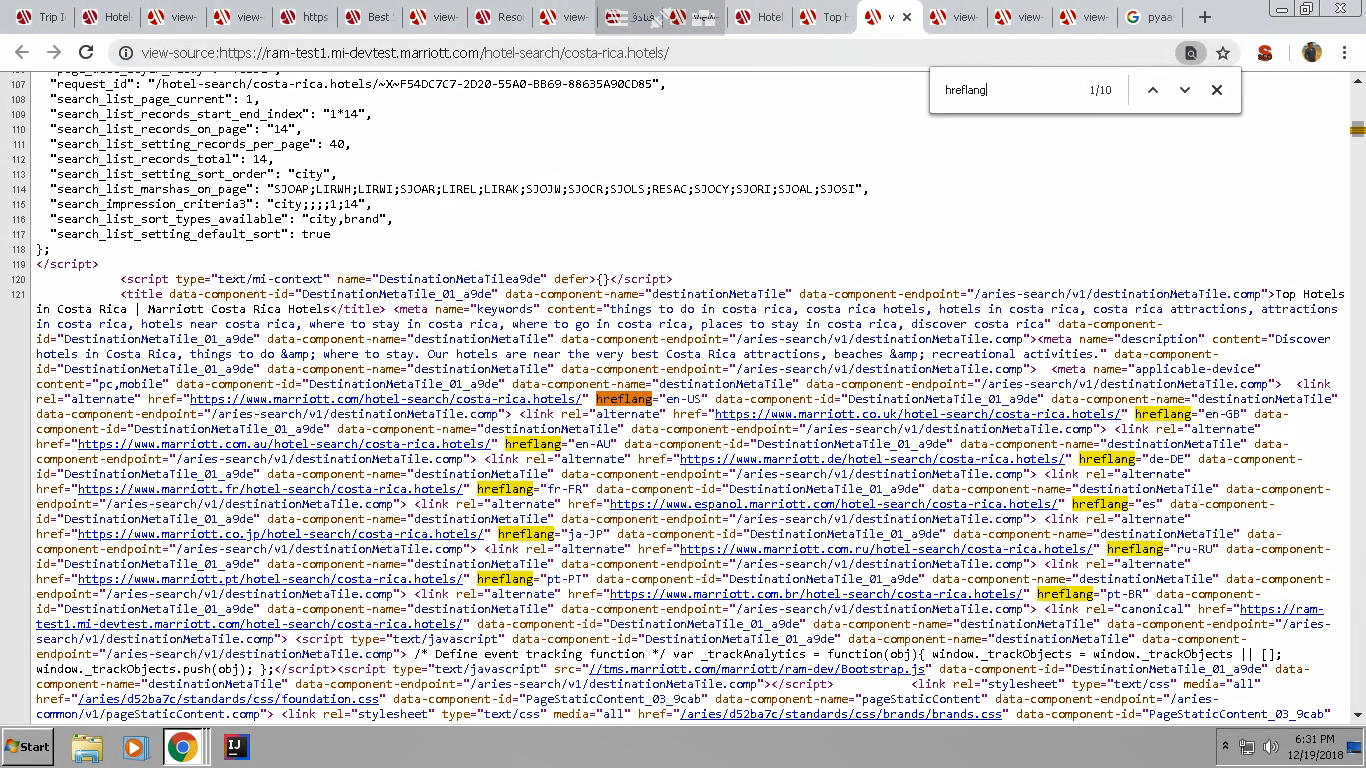 Trip I
Hotel
view-
view-
https
Best
view-
Resor
view-
فنادق
Hotel
Top H
v
view-
view-
view-
pyaa
view-source:https://ram-test1.mi-devtest.marriott.com/hotel-search/costa-rica.hotels/
hreflang 1/10
107 "request_id": "/hotel-search/costa-rica.hotels/~X~F54DC7C7-2D20-55A0-BB69-88635A90CD85",
108 "search_list_page_current": 1,
109 "search_list_records_start_end_index": "1*14",
110 "search_list_records_on_page": "14",
111 "search_list_setting_records_per_page": 40,
112 "search_list_records_total": 14,
113 "search_list_setting_sort_order": "city",
114 "search_list_marshas_on_page": "SJOAP;LIRWH;LIRWI;SJOAR;LIREL;LIRAK;SJOJW;SJOCR;SJOLS;RESAC;SJOCY;SJORI;SJOAL;SJOSI",
115 "search_impression_criteria3": "city;;;;1;14",
116 "search_list_sort_types_available": "city,brand",
117 "search_list_setting_default_sort": true
118 };
119 </script>
120 <script type="text/mi-context" name="DestinationMetaTilea9de" defer>{}</script>
121 <title data-component-id="DestinationMetaTile_01_a9de" data-component-name="destinationMetaTile" data-component-endpoint="/aries-search/v1/destinationMetaTile.comp">Top Hotels
in Costa Rica | Marriott Costa Rica Hotels</title> <meta name="keywords" content="things to do in costa rica, costa rica hotels, hotels in costa rica, costa rica attractions, attractions
in costa rica, hotels near costa rica, where to stay in costa rica, where to go in costa rica, places to stay in costa rica, discover costa rica" data-component-
id="DestinationMetaTile_01_a9de" data-component-name="destinationMetaTile" data-component-endpoint="/aries-search/v1/destinationMetaTile.comp"><meta name="description" content="Discover
hotels in Costa Rica, things to do &amp; where to stay. Our hotels are near the very best Costa Rica attractions, beaches &amp; recreational activities." data-component-
id="DestinationMetaTile_01_a9de" data-component-name="destinationMetaTile" data-component-endpoint="/aries-search/v1/destinationMetaTile.comp"> <meta name="applicable-device"
content="pc,mobile" data-component-id="DestinationMetaTile_01_a9de" data-component-name="destinationMetaTile" data-component-endpoint="/aries-search/v1/destinationMetaTile.comp"> <link
rel="alternate" href="https://www.marriott.com/hotel-search/costa-rica.hotels/" hreflang="en-US" data-component-id="DestinationMetaTile_01_a9de" data-component-name="destinationMetaTile"
data-component-endpoint="/aries-search/v1/destinationMetaTile.comp"> <link rel="alternate" href="https://www.marriott.co.uk/hotel-search/costa-rica.hotels/" hreflang="en-GB" data-
component-id="DestinationMetaTile_01_a9de" data-component-name="destinationMetaTile" data-component-endpoint="/aries-search/v1/destinationMetaTile.comp"> <link rel="alternate"
href="https://www.marriott.com.au/hotel-search/costa-rica.hotels/" hreflang="en-AU" data-component-id="DestinationMetaTile_01_a9de" data-component-name="destinationMetaTile" data-
component-endpoint="/aries-search/v1/destinationMetaTile.comp"> <link rel="alternate" href="https://www.marriott.de/hotel-search/costa-rica.hotels/" hreflang="de-DE" data-component-
id="DestinationMetaTile_01_a9de" data-component-name="destinationMetaTile" data-component-endpoint="/aries-search/v1/destinationMetaTile.comp"> <link rel="alternate"
href="https://www.marriott.fr/hotel-search/costa-rica.hotels/" hreflang="fr-FR" data-component-id="DestinationMetaTile_01_a9de" data-component-name="destinationMetaTile" data-component-
endpoint="/aries-search/v1/destinationMetaTile.comp"> <link rel="alternate" href="https://www.espanol.marriott.com/hotel-search/costa-rica.hotels/" hreflang="es" data-component-
id="DestinationMetaTile_01_a9de" data-component-name="destinationMetaTile" data-component-endpoint="/aries-search/v1/destinationMetaTile.comp"> <link rel="alternate"
href="https://www.marriott.co.jp/hotel-search/costa-rica.hotels/" hreflang="ja-JP" data-component-id="DestinationMetaTile_01_a9de" data-component-name="destinationMetaTile" data-
component-endpoint="/aries-search/v1/destinationMetaTile.comp"> <link rel="alternate" href="https://www.marriott.com.ru/hotel-search/costa-rica.hotels/" hreflang="ru-RU" data-
component-id="DestinationMetaTile_01_a9de" data-component-name="destinationMetaTile" data-component-endpoint="/aries-search/v1/destinationMetaTile.comp"> <link rel="alternate"
href="https://www.marriott.pt/hotel-search/costa-rica.hotels/" hreflang="pt-PT" data-component-id="DestinationMetaTile_01_a9de" data-component-name="destinationMetaTile" data-component-
endpoint="/aries-search/v1/destinationMetaTile.comp"> <link rel="alternate" href="https://www.marriott.com.br/hotel-search/costa-rica.hotels/" hreflang="pt-BR" data-component-
id="DestinationMetaTile_01_a9de" data-component-name="destinationMetaTile" data-component-endpoint="/aries-search/v1/destinationMetaTile.comp"> <link rel="canonical" href="https://ram-
test1.mi-devtest.marriott.com/hotel-search/costa-rica.hotels/" data-component-id="DestinationMetaTile_01_a9de" data-component-name="destinationMetaTile" data-component-endpoint="/aries-
search/v1/destinationMetaTile.comp"> <script type="text/javascript" data-component-id="DestinationMetaTile_01_a9de" data-component-name="destinationMetaTile" data-component-
endpoint="/aries-search/v1/destinationMetaTile.comp"> /* Define event tracking function */ var _trackAnalytics = function(obj){ window._trackObjects = window._trackObjects || [];
window._trackObjects.push(obj); };</script><script type="text/javascript" src="//tms.marriott.com/marriott/ram-dev/Bootstrap.js" data-component-id="DestinationMetaTile_01_a9de" data-
component-name="destinationMetaTile" data-component-endpoint="/aries-search/v1/destinationMetaTile.comp"></script> <link rel="stylesheet" type="text/css" media="all"
href="/aries/d52ba7c/standards/css/foundation.css" data-component-id="PageStaticContent_03_9cab" data-component-name="pageStaticContent" data-component-endpoint="/aries-
common/v1/pageStaticContent.comp"> <link rel="stylesheet" type="text/css" media="all" href="/aries/d52ba7c/standards/css/brands/brands.css" data-component-id="PageStaticContent_03_9cab"
Start
6:31 PM
12/19/2018